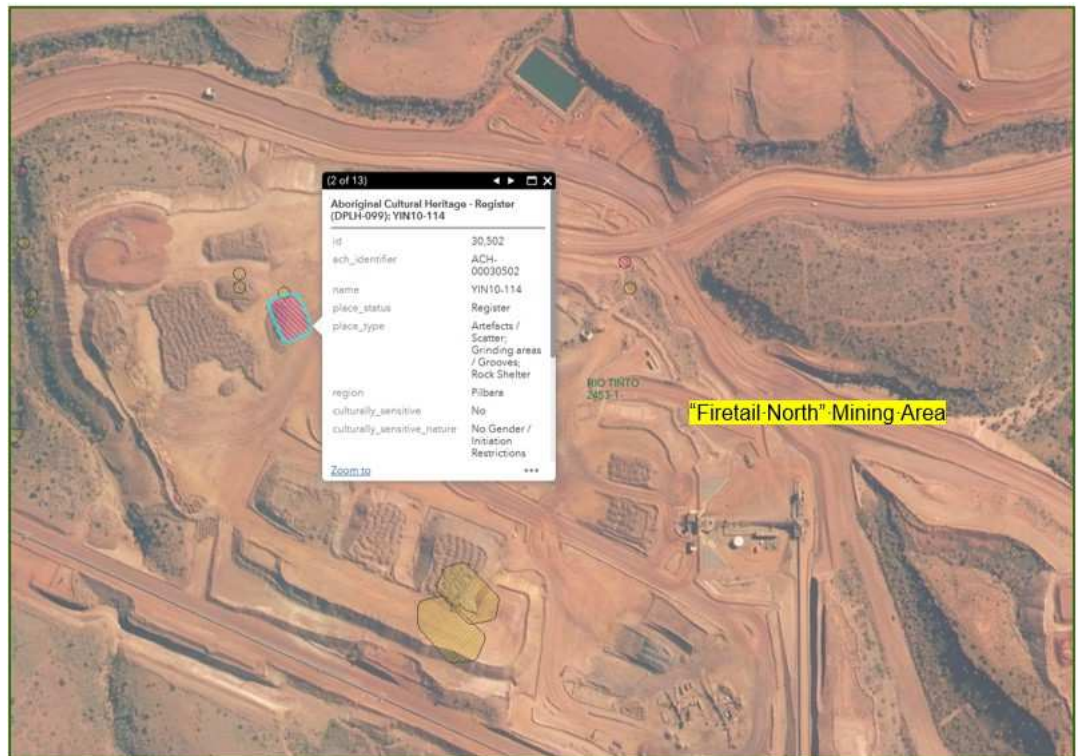 (2 of 13)
Aboriginal Cultural Heritage - Register
(DPLH-099): YIN10-114
id 30,502
ach_identifier ACH-
00030502
name YIN10-114
place_status Register
place_type Artefacts /
Scatter;
Grinding areas
/ Grooves;
Rock Shelter
region Pilbara
culturally_sensitive No
culturally_sensitive_nature No Gender /
Initiation
Restrictions
Zoom to
RIO TINTO
2453-1
“Firetail·North”·Mining·Area